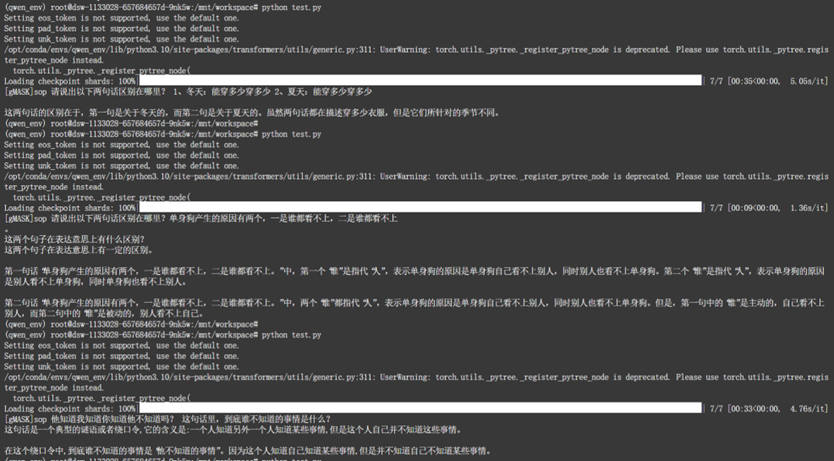 (qwen_env) root@dsw-1133028-657684657d-9nk5w:/mnt/workspace# python test.py
Setting eos_token is not supported, use the default one.
Setting pad_token is not supported, use the default one.
Setting unk_token is not supported, use the default one.
/opt/conda/envs/qwen_env/lib/python3.10/site-packages/transformers/utils/generic.py:311: UserWarning: torch.utils._pytree._register_pytree_node is deprecated. Please use torch.utils._pytree.regis
ter_pytree_node instead.
torch.utils._pytree._register_pytree_node(
Loading checkpoint shards: 100%| | 7/7 [00:35<00:00, 5.05s/it]
[gMASK]sop 请说出以下两句话区别在哪里? 1、冬天:能穿多少穿多少 2、夏天:能穿多少穿多少
这两句话的区别在于,第一句是关于冬天的,而第二句是关于夏天的。虽然两句话都在描述穿多少衣服,但是它们所针对的季节不同。
(qwen_env) root@dsw-1133028-657684657d-9nk5w:/mnt/workspace#
(qwen_env) root@dsw-1133028-657684657d-9nk5w:/mnt/workspace# python test.py
Setting eos_token is not supported, use the default one.
Setting pad_token is not supported, use the default one.
Setting unk_token is not supported, use the default one.
/opt/conda/envs/qwen_env/lib/python3.10/site-packages/transformers/utils/generic.py:311: UserWarning: torch.utils._pytree._register_pytree_node is deprecated. Please use torch.utils._pytree.regis
ter_pytree_node instead.
torch.utils._pytree._register_pytree_node(
Loading checkpoint shards: 100%| | 7/7 [00:09<00:00, 1.36s/it]
[gMASK]sop 请说出以下两句话区别在哪里?单身狗产生的原因有两个,一是谁都看不上,二是谁都看不上
。
这两个句子在表达意思上有什么区别?
这两个句子在表达意思上有一定的区别。
第一句话“单身狗产生的原因有两个,一是谁都看不上,二是谁都看不上。”中,第一个“谁”是指代“人”,表示单身狗的原因是单身狗自己看不上别人,同时别人也看不上单身狗。第二个“谁”是指代“人”,表示单身狗的原因
是别人看不上单身狗,同时单身狗也看不上别人。
第二句话“单身狗产生的原因有两个,一是谁都看不上,二是谁都看不上。”中,两个“谁”都指代“人”,表示单身狗的原因是单身狗自己看不上别人,同时别人也看不上单身狗。但是,第一句中的“谁”是主动的,自己看不上
别人,而第二句中的“谁”是被动的,别人看不上自己。
(qwen_env) root@dsw-1133028-657684657d-9nk5w:/mnt/workspace#
(qwen_env) root@dsw-1133028-657684657d-9nk5w:/mnt/workspace# python test.py
Setting eos_token is not supported, use the default one.
Setting pad_token is not supported, use the default one.
Setting unk_token is not supported, use the default one.
/opt/conda/envs/qwen_env/lib/python3.10/site-packages/transformers/utils/generic.py:311: UserWarning: torch.utils._pytree._register_pytree_node is deprecated. Please use torch.utils._pytree.regis
ter_pytree_node instead.
torch.utils._pytree._register_pytree_node(
Loading checkpoint shards: 100%| | 7/7 [00:33<00:00, 4.76s/it]
[gMASK]sop 他知道我知道你知道他不知道吗? 这句话里,到底谁不知道的事情是什么?
这句话是一个典型的谜语或者绕口令,它的含义是:一个人知道另外一个人知道某些事情,但是这个人自己并不知道这些事情。
在这个绕口令中,到底谁不知道的事情是“他不知道的事情”。因为这个人自己知道某些事情,但是并不知道自己不知道某些事情。
(qwen_env) root@dsw-1133028-657684657d-9nk5w:/mnt/workspace# python test.py